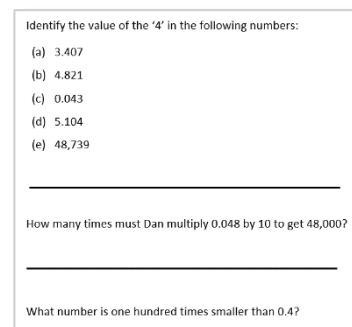 Identify the value of the ‘4’ in the following numbers:
(a) 3.407
(b) 4.821
(c) 0.043
(d) 5.104
(e) 48,739
How many times must Dan multiply 0.048 by 10 to get 48,000?
What number is one hundred times smaller than 0.4?